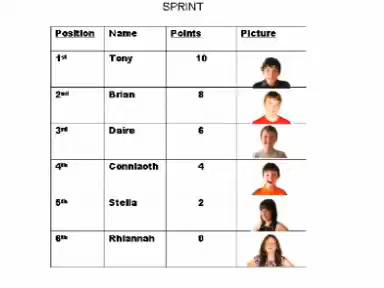 SPRINT
Position Name Points Picture
1st Tony 10
2nd Brian 8
3rd Daire 6
4th Connlaoth 4
5th Stella 2
6th Rhiannah 0